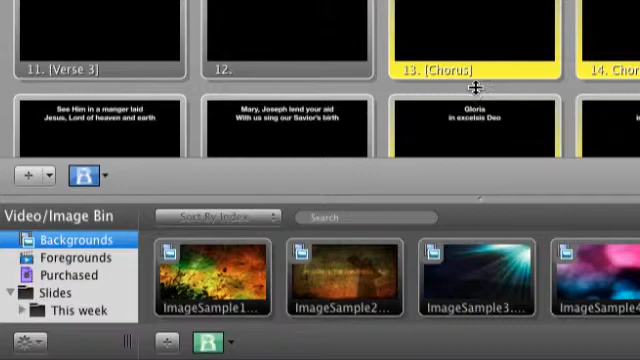 11. [Verse 3]
12.
13. [Chorus]
14. Chor
See Him in a manger laid
Jesus, Lord of heaven and earth
Mary, Joseph lend your aid
With us sing our Savior's birth
Gloria
in excelsis Deo
Video/Image Bin
Sort By Index
Search
Backgrounds
Foregrounds
Purchased
Slides
This week
ImageSample1...
ImageSample2...
ImageSample3....
ImageSample4